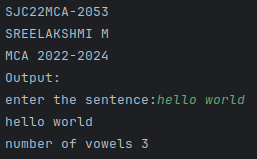 SJC22MCA-2053
SREELAKSHMI M
MCA 2022-2024
Output:
enter the sentence:hello world
hello world
number of vowels 3